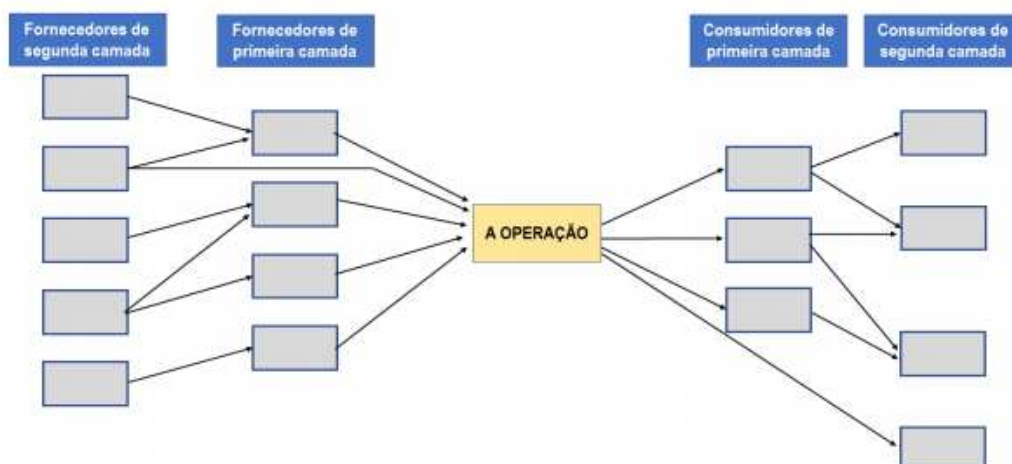 Fornecedores de
segunda camada
Fornecedores de
primeira camada
Consumidores de
primeira camada
Consumidores de
segunda camada
A OPERAÇÃO